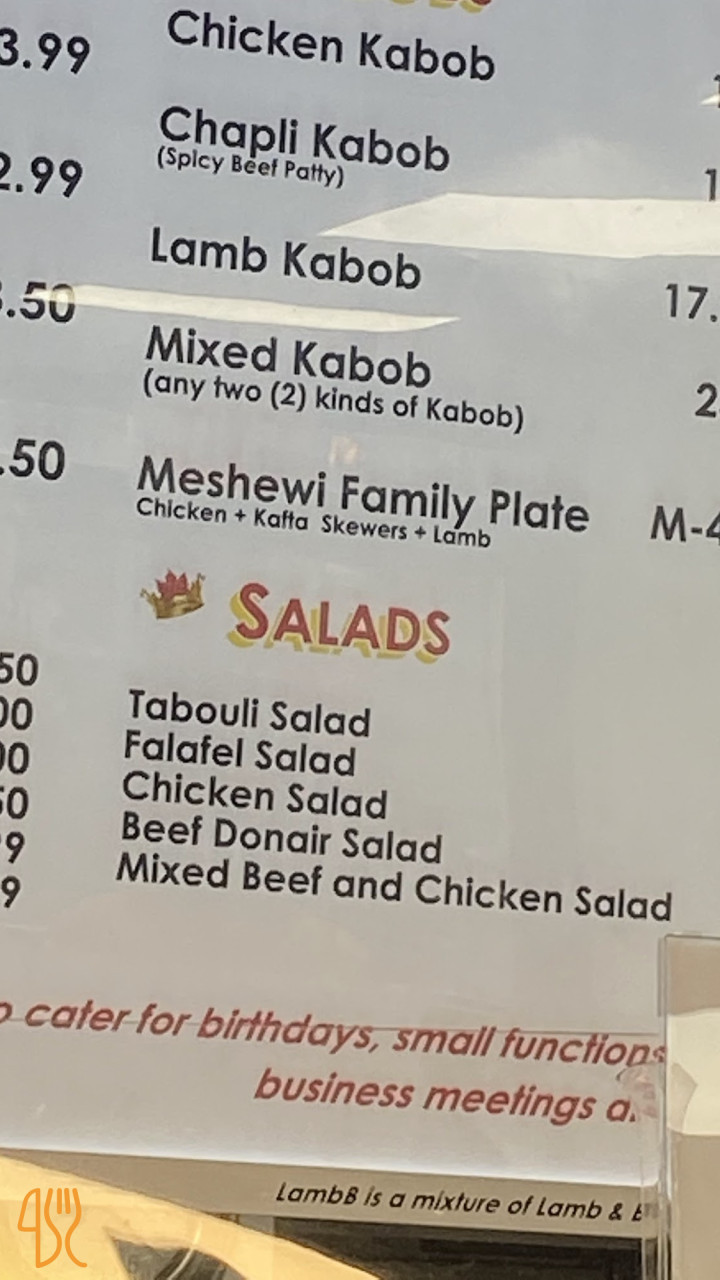 3.99
Chicken Kabob
Chapli Kabob
(Spicy Beef Patty)
2.99
Lamb Kabob
.50
17.
Mixed Kabob
(any two (2) kinds of Kabob)
2
.50
Meshewi Family Plate
M-4
Chicken + Kafta Skewers + Lamb
SALADS
50
Tabouli Salad
00
Falafel Salad
00
Chicken Salad
50
Beef Donair Salad
9
Mixed Beef and Chicken Salad
9
cater for birthdays, small functions
business meetings
LambB is a mixture of Lamb &